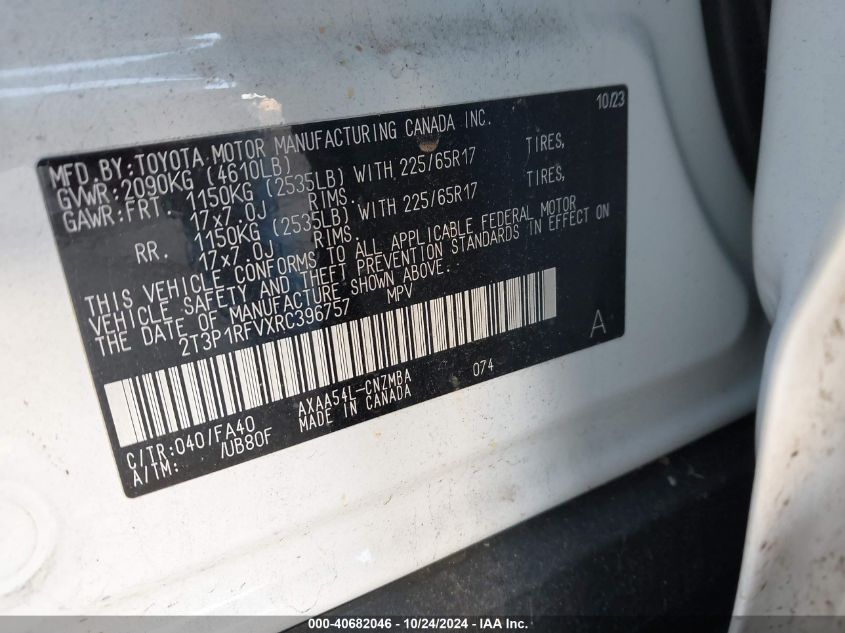 10/23
MFD.BY:TOYOTA MOTOR MANUFACTURING CANADA INC.
GVWR:2090KG (4610LB)
GAWR:FRT. 1150KG (2535LB) WITH 225/65R17 TIRES,
17x7.0J RIMS.
RR. 1150KG (2535LB) WITH 225/65R17 TIRES,
17x7.0J RIMS.
THIS VEHICLE CONFORMS TO ALL APPLICABLE FEDERAL MOTOR
VEHICLE SAFETY AND THEFT PREVENTION STANDARDS IN EFFECT ON
THE DATE OF MANUFACTURE SHOWN ABOVE.
2T3P1RFVXRC396757 MPV
A
C/TR:040/FA40 AXAA54L-CNZMBA 074
A/TM: /UB80F MADE IN CANADA
000-40682046 - 10/24/2024 - IAA Inc.